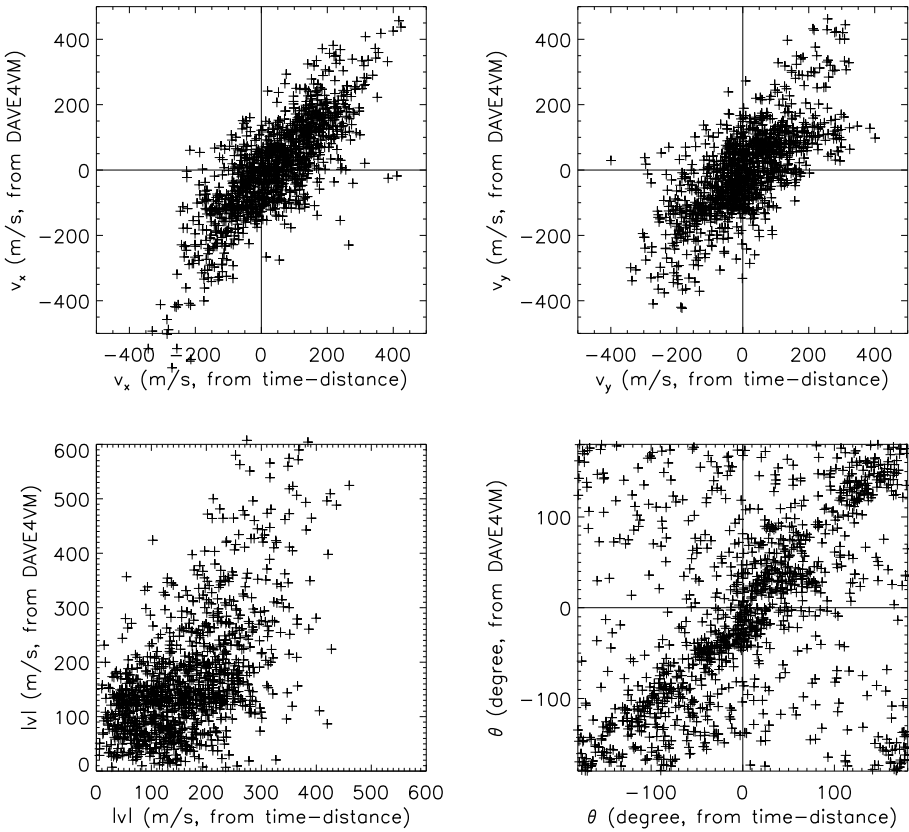 400
200
0
−200
−400
v_x (m/s, from DAVE4VM)
−400 −200 0 200 400
v_x (m/s, from time−distance)
400
200
0
−200
−400
v_y (m/s, from DAVE4VM)
−400 −200 0 200 400
v_y (m/s, from time−distance)
600
500
400
300
200
100
0
|v| (m/s, from DAVE4VM)
0 100 200 300 400 500 600
|v| (m/s, from time−distance)
100
0
−100
θ (degree, from DAVE4VM)
−100 0 100
θ (degree, from time−distance)